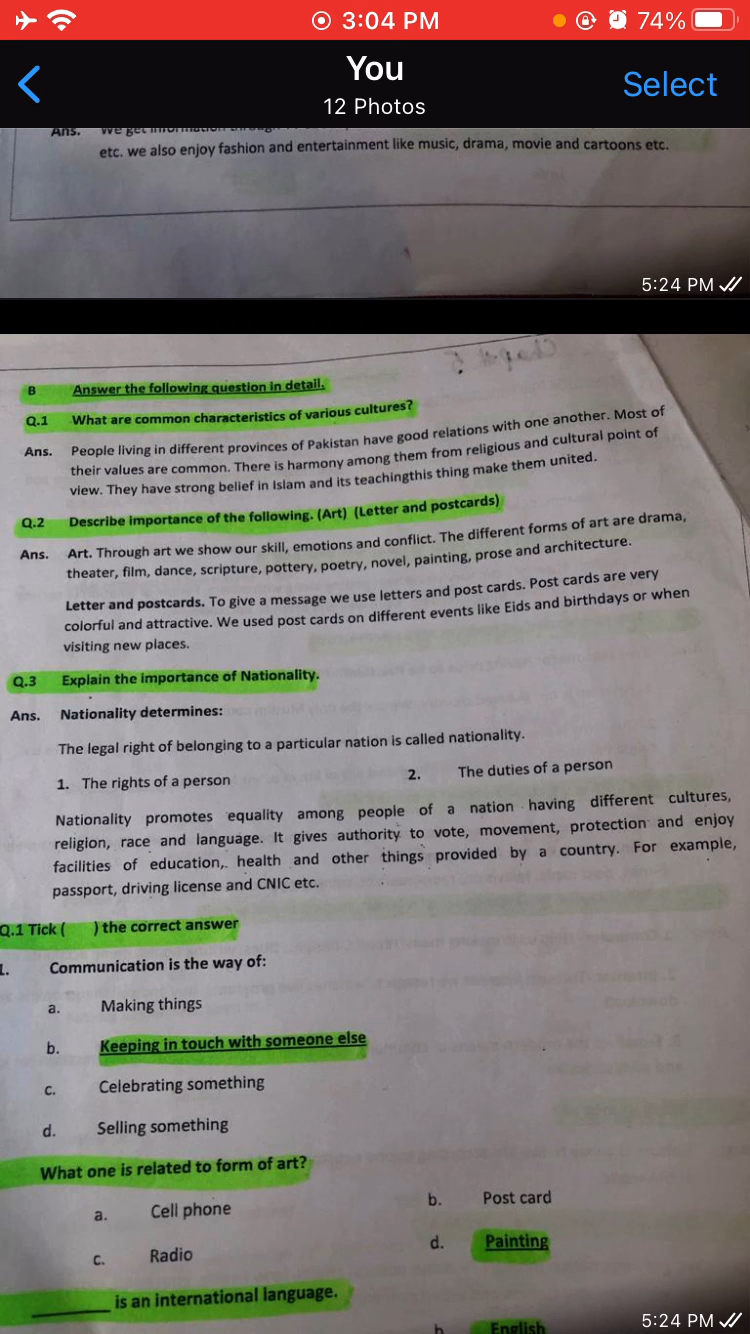 3:04 PM
74%
You
12 Photos
Select
Ans. We get
etc. we also enjoy fashion and entertainment like music, drama, movie and cartoons etc.
5:24 PM
B Answer the following question in detail.
Q.1 What are common characteristics of various cultures?
Ans. People living in different provinces of Pakistan have good relations with one another. Most of
their values are common. There is harmony among them from religious and cultural point of
view. They have strong belief in Islam and its teachingthis thing make them united.
Q.2 Describe importance of the following. (Art) (Letter and postcards)
Ans. Art. Through art we show our skill, emotions and conflict. The different forms of art are drama,
theater, film, dance, scripture, pottery, poetry, novel, painting, prose and architecture.
Letter and postcards. To give a message we use letters and post cards. Post cards are very
colorful and attractive. We used post cards on different events like Eids and birthdays or when
visiting new places.
Q.3 Explain the importance of Nationality.
Ans. Nationality determines:
The legal right of belonging to a particular nation is called nationality.
1. The rights of a person 2. The duties of a person
Nationality promotes equality among people of a nation having different cultures,
religion, race and language. It gives authority to vote, movement, protection and enjoy
facilities of education, health and other things provided by a country. For example,
passport, driving license and CNIC etc.
Q.1 Tick ( ) the correct answer
1. Communication is the way of:
a. Making things
b. Keeping in touch with someone else
c. Celebrating something
d. Selling something
What one is related to form of art?
a. Cell phone b. Post card
c. Radio d. Painting
________ is an international language.
b English
5:24 PM